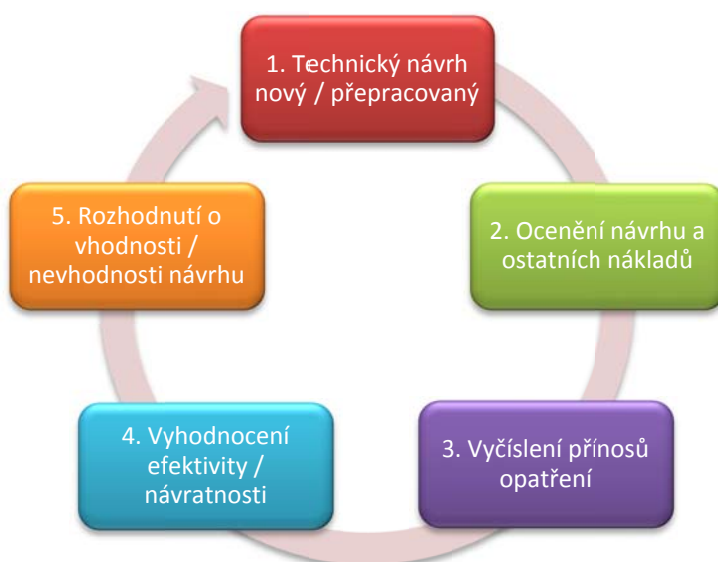 1. Technický návrh
nový / přepracovaný
2. Ocenění návrhu a
ostatních nákladů
3. Vyčíslení přínosů
opatření
4. Vyhodnocení
efektivity /
návratnosti
5. Rozhodnutí o
vhodnosti /
nevhodnosti návrhu